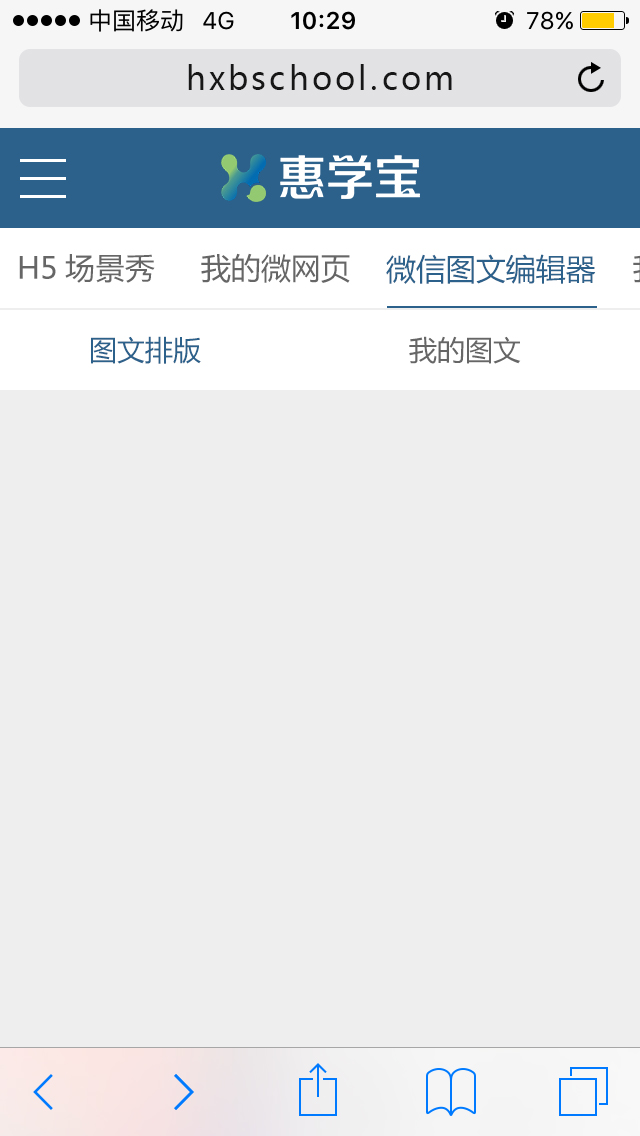 中国移动 4G 10:29 78%
hxbschool.com
惠学宝
H5 场景秀 我的微网页 微信图文编辑器
图文排版 我的图文